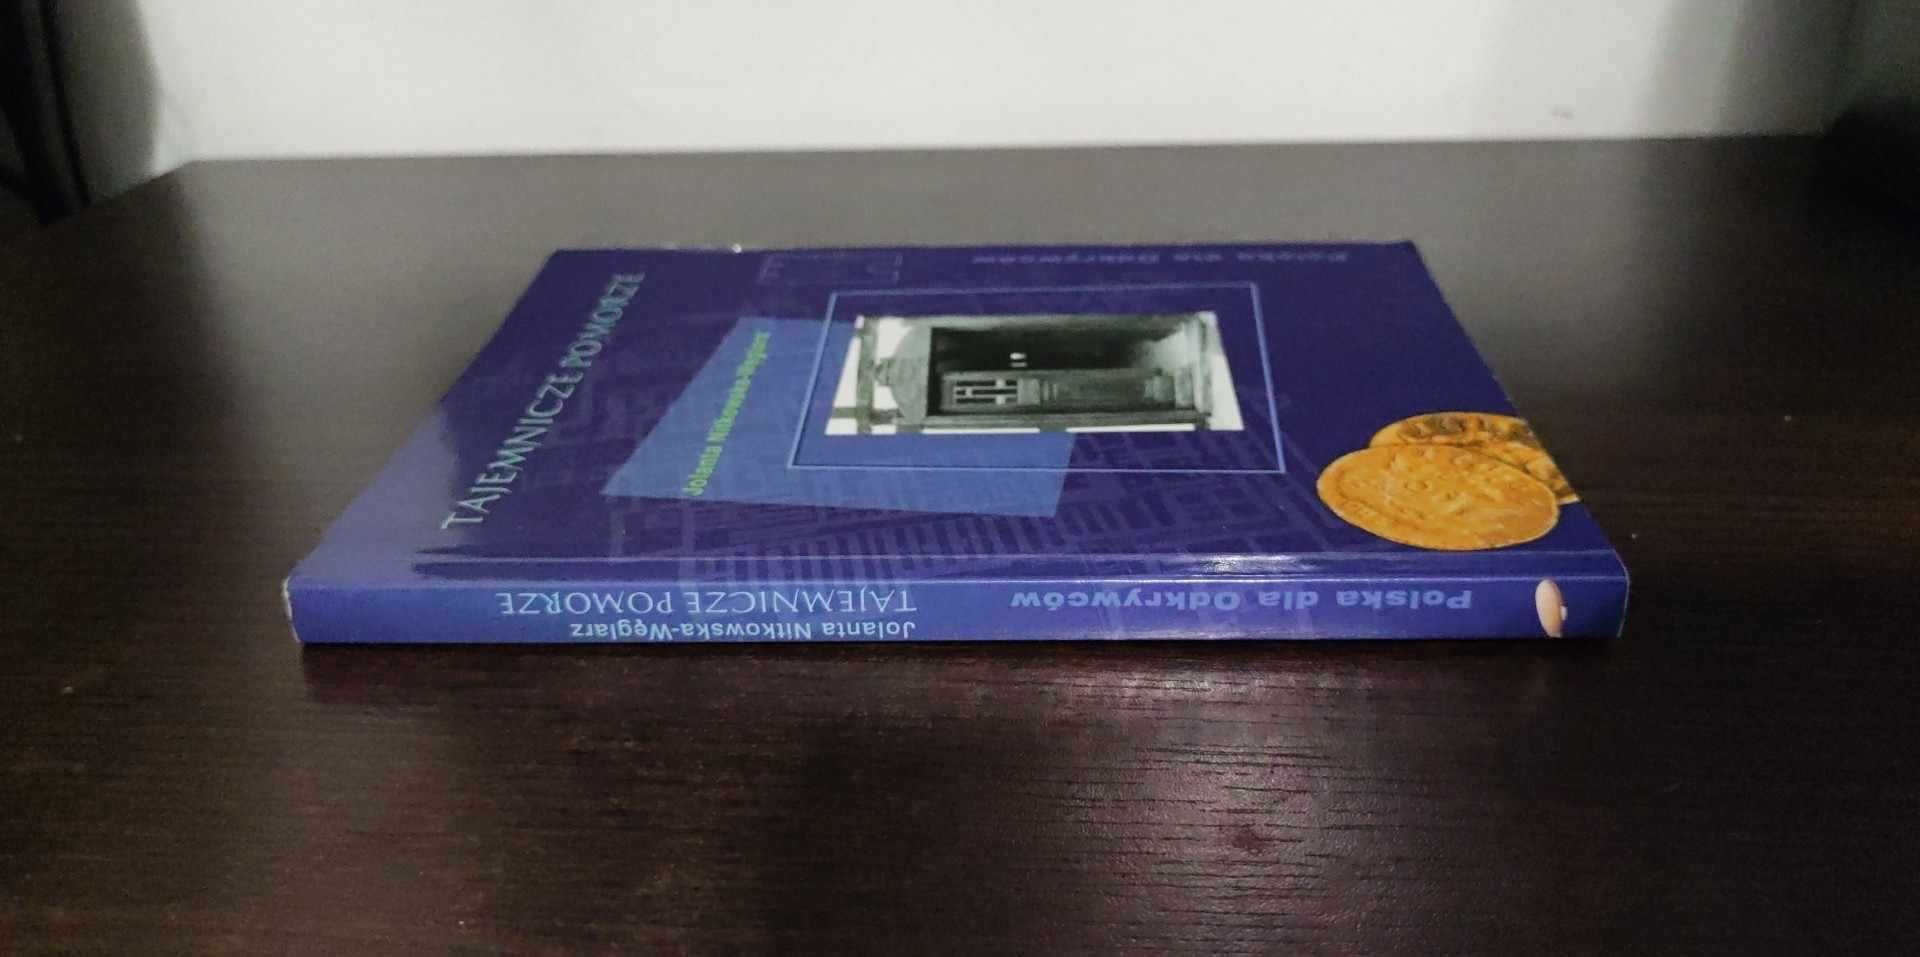 TAJEMNICZE POMORZE
Jolanta Nitkowska-Węglarz
Polska dla Odkrywców
Jolanta Nitkowska-Węglarz
TAJEMNICZE POMORZE
Polska dla Odkrywców